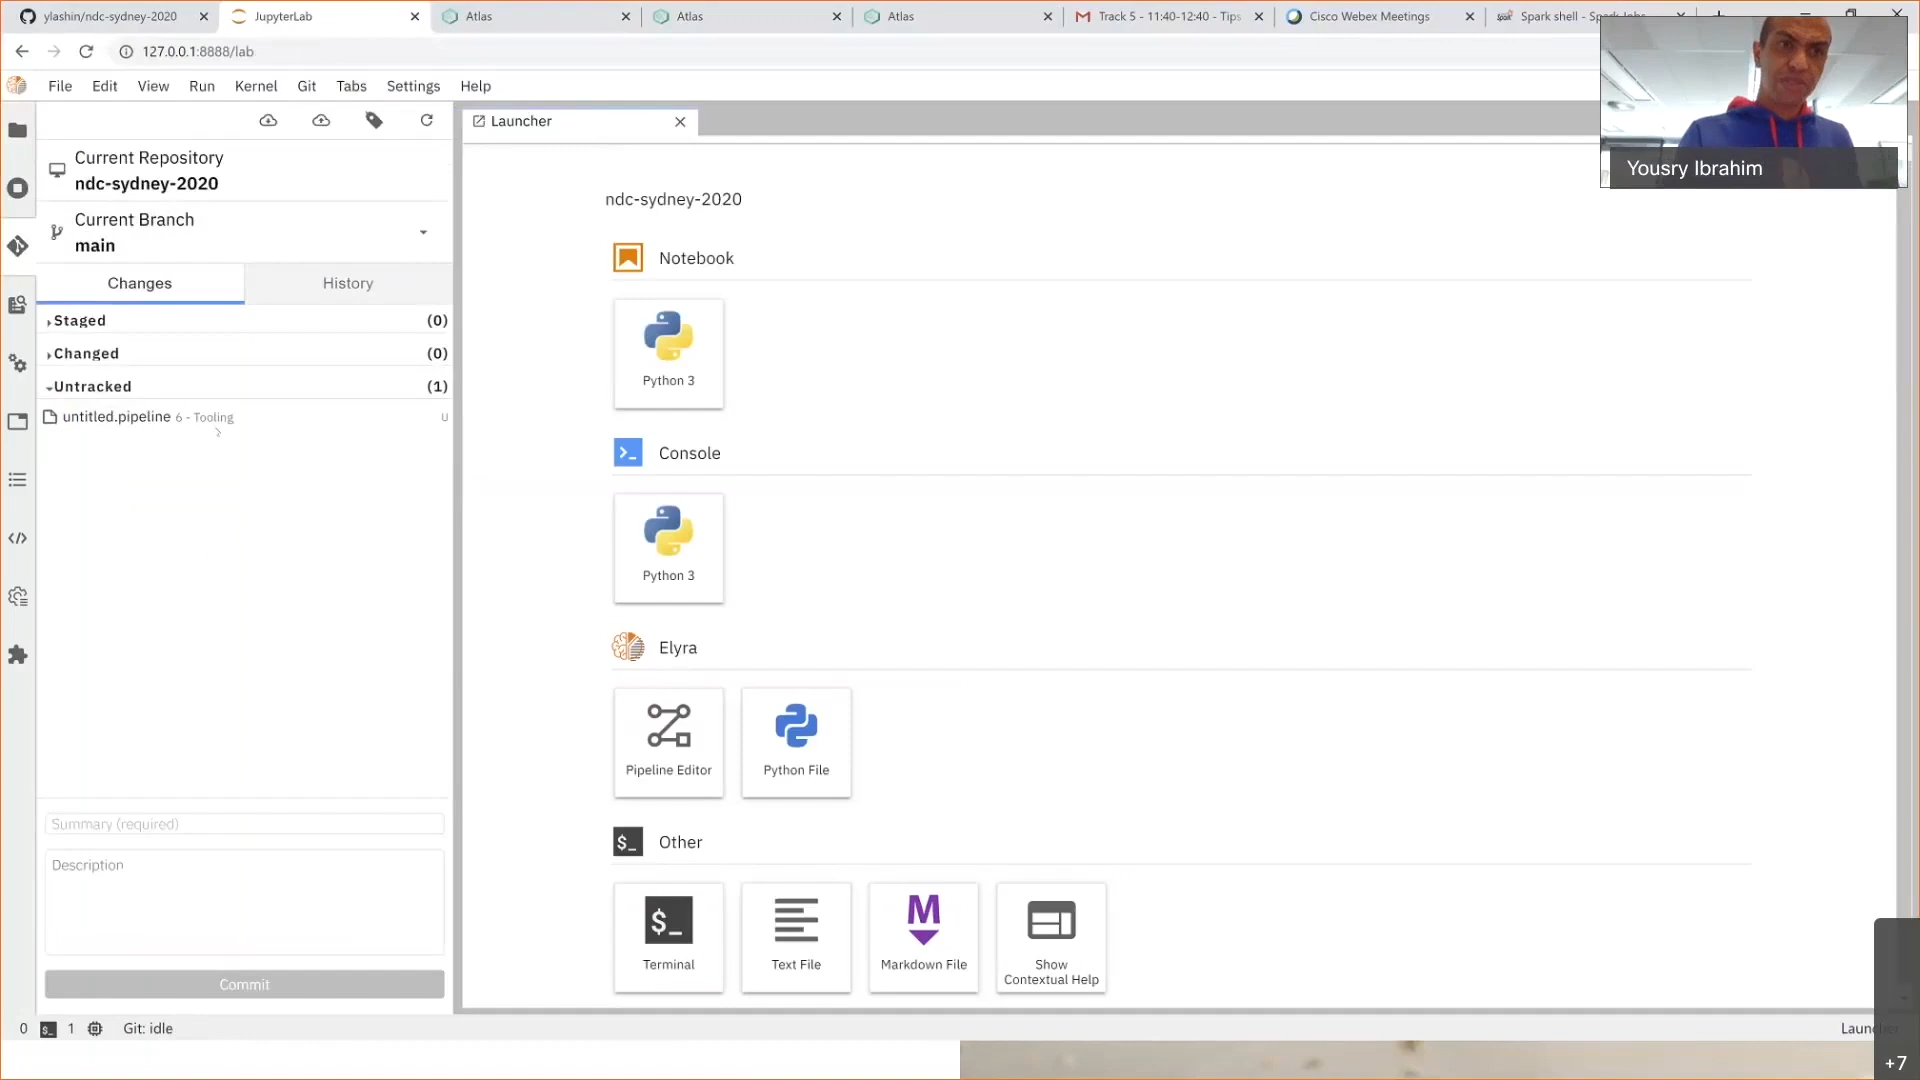 ylashin/ndc-sydney-2020
JupyterLab
Atlas
Atlas
Atlas
Track 5 - 11:40-12:40 - Tips
Cisco Webex Meetings
Spark shell - Spark Jobs
127.0.0.1:8888/lab
File Edit View Run Kernel Git Tabs Settings Help
Launcher
Current Repository
ndc-sydney-2020
Current Branch
main
Changes
History
Staged (0)
Changed (0)
Untracked (1)
untitled.pipeline 6 - Tooling U
Summary (required)
Description
Commit
ndc-sydney-2020
Notebook
Python 3
Console
Python 3
Elyra
Pipeline Editor
Python File
Other
$_
Terminal
Text File
Markdown File
Show
Contextual Help
Yousry Ibrahim
0 $_ 1 Git: idle
+7